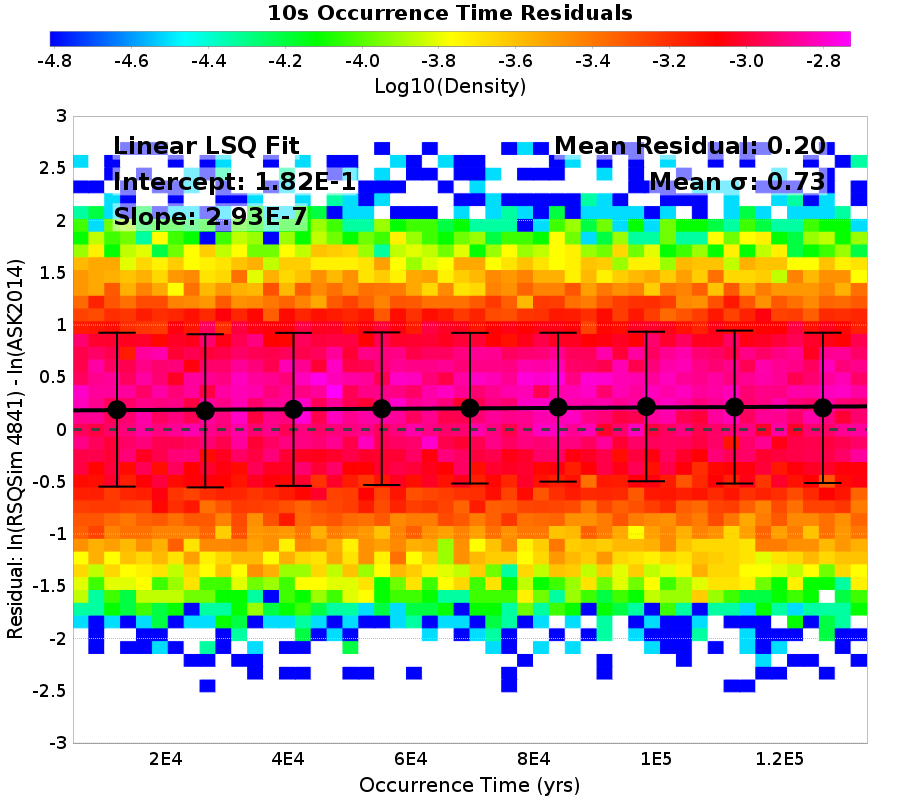 10s Occurrence Time Residuals
-4.8 -4.6 -4.4 -4.2 -4.0 -3.8 -3.6 -3.4 -3.2 -3.0 -2.8
Log10(Density)
Linear LSQ Fit
Intercept: 1.82E-1
Slope: 2.93E-7
Mean Residual: 0.20
Mean σ: 0.73
Residual: ln(RSQSim 4841) - ln(ASK2014)
3
2.5
2
1.5
1
0.5
0
-0.5
-1
-1.5
-2
-2.5
-3
2E4 4E4 6E4 8E4 1E5 1.2E5
Occurrence Time (yrs)